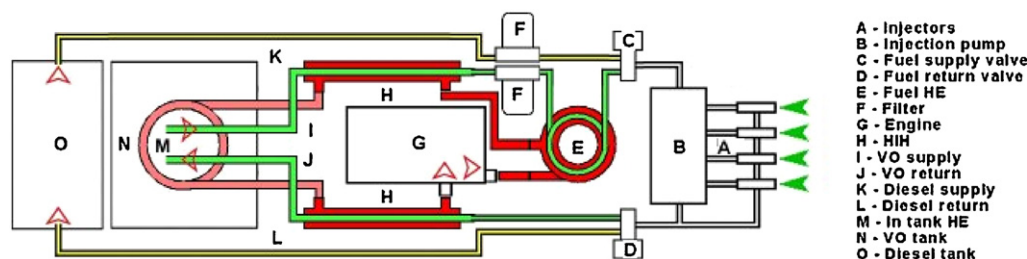 F
C
K
F
H
O
N
M
I
J
G
E
B
A
H
L
D
A - Injectors
B - Injection pump
C - Fuel supply valve
D - Fuel return valve
E - Fuel HE
F - Filter
G - Engine
H - HIH
I - VO supply
J - VO return
K - Diesel supply
L - Diesel return
M - In tank HE
N - VO tank
O - Diesel tank